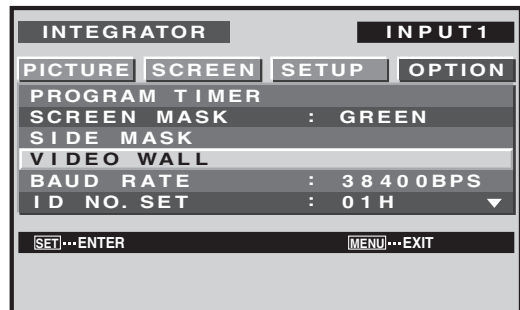 INTEGRATOR INPUT1
PICTURE SCREEN SETUP OPTION
PROGRAM TIMER
SCREEN MASK : GREEN
SIDE MASK
VIDEO WALL
BAUD RATE : 38400BPS
ID NO. SET : 01H ▼
SET···ENTER MENU···EXIT